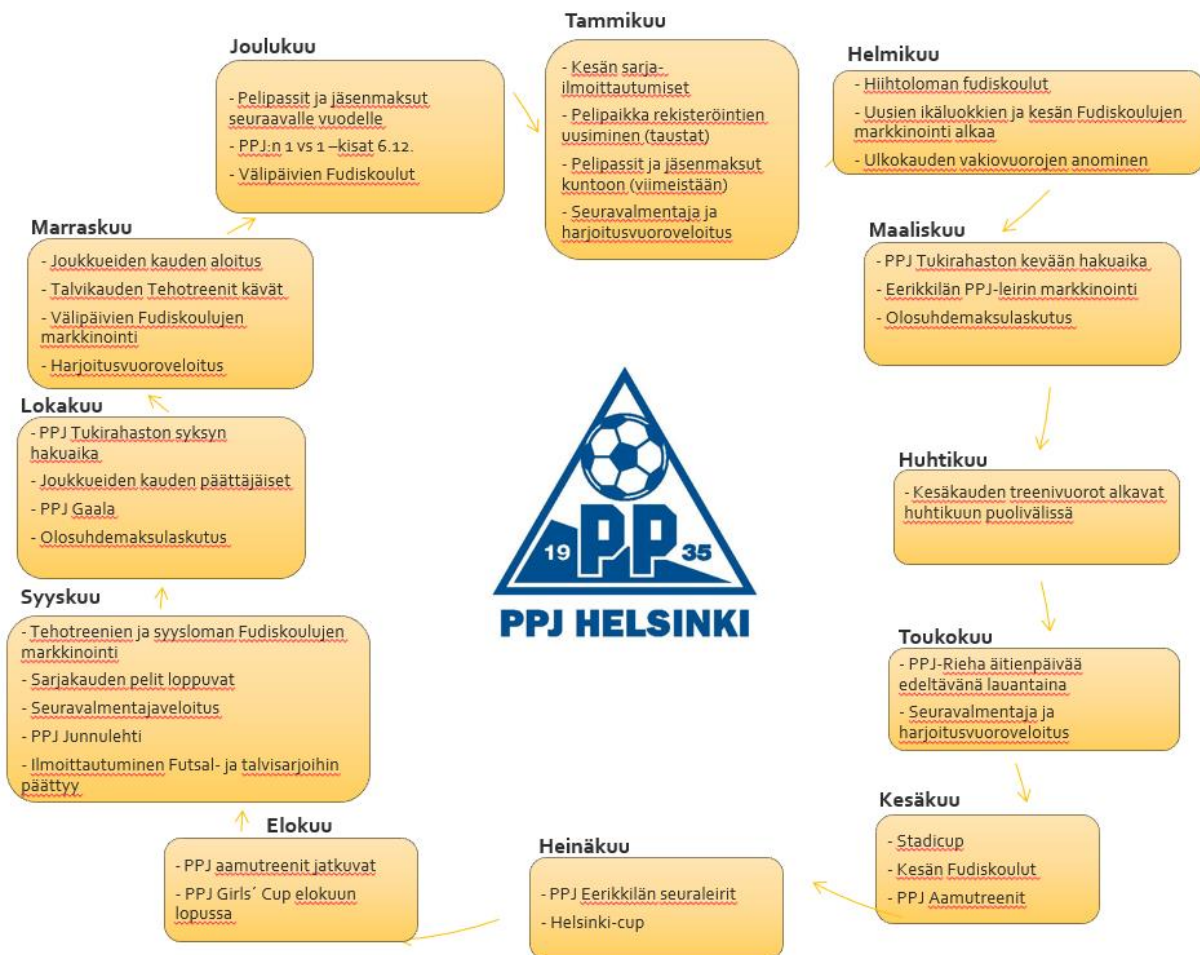 Tammikuu
- Kesän sarja-
ilmoittautumiset
- Pelipaikka rekisteröintien
uusiminen (taustat)
- Pelipassit ja jäsenmaksut
kuntoon (viimeistään)
- Seuravalmentaja ja
harjoitusvuoroveloitus
Helmikuu
- Hiihtoloman fudiskoulut
- Uusien ikäluokkien ja kesän Fudiskoulujen
markkinointi alkaa
- Ulkokauden vakiovuorojen anominen
Maaliskuu
- PPJ Tukirahaston kevään hakuaika
- Eerikkilän PPJ-leirin markkinointi
- Olosuhdemaksulaskutus
Huhtikuu
- Kesäkauden treenivuorot alkavat
huhtikuun puolivälissä
Toukokuu
- PPJ-Rieha äitienpäivää
edeltävänä lauantaina
- Seuravalmentaja ja
harjoitusvuoroveloitus
Kesäkuu
- Stadicup
- Kesän Fudiskoulut
- PPJ Aamutreenit
Heinäkuu
- PPJ Eerikkilän seuraleirit
- Helsinki-cup
Elokuu
- PPJ aamutreenit jatkuvat
- PPJ Girls´ Cup elokuun
lopussa
Syyskuu
- Tehotreenien ja syysloman Fudiskoulujen
markkinointi
- Sarjakauden pelit loppuvat
- Seuravalmentajaveloitus
- PPJ Junnulehti
- Ilmoittautuminen Futsal- ja talvisarjoihin
päättyy
Lokakuu
- PPJ Tukirahaston syksyn
hakuaika
- Joukkueiden kauden päättäjäiset
- PPJ Gaala
- Olosuhdemaksulaskutus
Marraskuu
- Joukkueiden kauden aloitus
- Talvikauden Tehotreenit kävät
- Välipäivien Fudiskoulujen
markkinointi
- Harjoitusvuoroveloitus
Joulukuu
- Pelipassit ja jäsenmaksut
seuraavalle vuodelle
- PPJ:n 1 vs 1 –kisat 6.12.
- Välipäivien Fudiskoulut
19 PP 35
PPJ HELSINKI